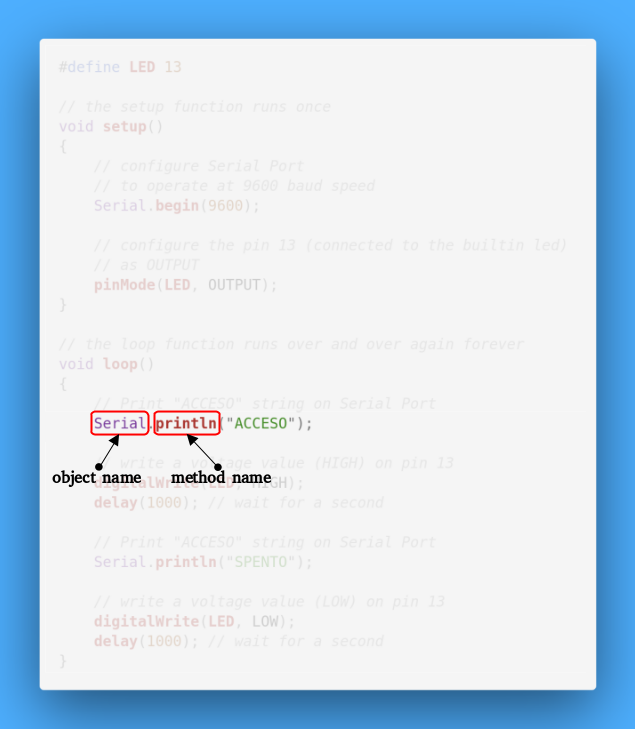 #define LED 13
// the setup function runs once
void setup()
{
// configure Serial Port
// to operate at 9600 baud speed
Serial.begin(9600);
// configure the pin 13 (connected to the builtin led)
// as OUTPUT
pinMode(LED, OUTPUT);
}
// the loop function runs over and over again forever
void loop()
{
// Print "ACCESO" string on Serial Port
Serial.println("ACCESO");
// write a voltage value (HIGH) on pin 13
object name method name
digitalWrite(LED, HIGH);
delay(1000); // wait for a second
// Print "ACCESO" string on Serial Port
Serial.println("SPENTO");
// write a voltage value (LOW) on pin 13
digitalWrite(LED, LOW);
delay(1000); // wait for a second
}